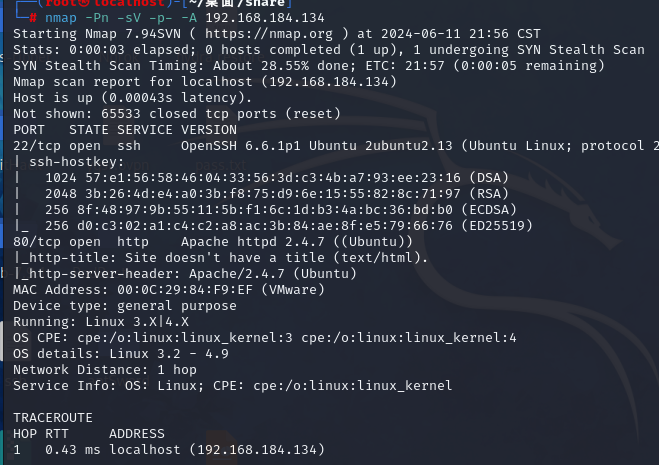 (root㉿localhost)-[~/桌面/share]
└─# nmap -Pn -sV -p- -A 192.168.184.134
Starting Nmap 7.94SVN ( https://nmap.org ) at 2024-06-11 21:56 CST
Stats: 0:00:03 elapsed; 0 hosts completed (1 up), 1 undergoing SYN Stealth Scan
SYN Stealth Scan Timing: About 28.55% done; ETC: 21:57 (0:00:05 remaining)
Nmap scan report for localhost (192.168.184.134)
Host is up (0.00043s latency).
Not shown: 65533 closed tcp ports (reset)
PORT   STATE SERVICE VERSION
22/tcp open  ssh     OpenSSH 6.6.1p1 Ubuntu 2ubuntu2.13 (Ubuntu Linux; protocol 2
| ssh-hostkey:
|   1024 57:e1:56:58:46:04:33:56:3d:c3:4b:a7:93:ee:23:16 (DSA)
|   2048 3b:26:4d:e4:a0:3b:f8:75:d9:6e:15:55:82:8c:71:97 (RSA)
|   256 8f:48:97:9b:55:11:5b:f1:6c:1d:b3:4a:bc:36:bd:b0 (ECDSA)
|_  256 d0:c3:02:a1:c4:c2:a8:ac:3b:84:ae:8f:e5:79:66:76 (ED25519)
80/tcp open  http    Apache httpd 2.4.7 ((Ubuntu))
|_http-title: Site doesn't have a title (text/html).
|_http-server-header: Apache/2.4.7 (Ubuntu)
MAC Address: 00:0C:29:84:F9:EF (VMware)
Device type: general purpose
Running: Linux 3.X|4.X
OS CPE: cpe:/o:linux:linux_kernel:3 cpe:/o:linux:linux_kernel:4
OS details: Linux 3.2 - 4.9
Network Distance: 1 hop
Service Info: OS: Linux; CPE: cpe:/o:linux:linux_kernel

TRACEROUTE
HOP RTT     ADDRESS
1   0.43 ms localhost (192.168.184.134)